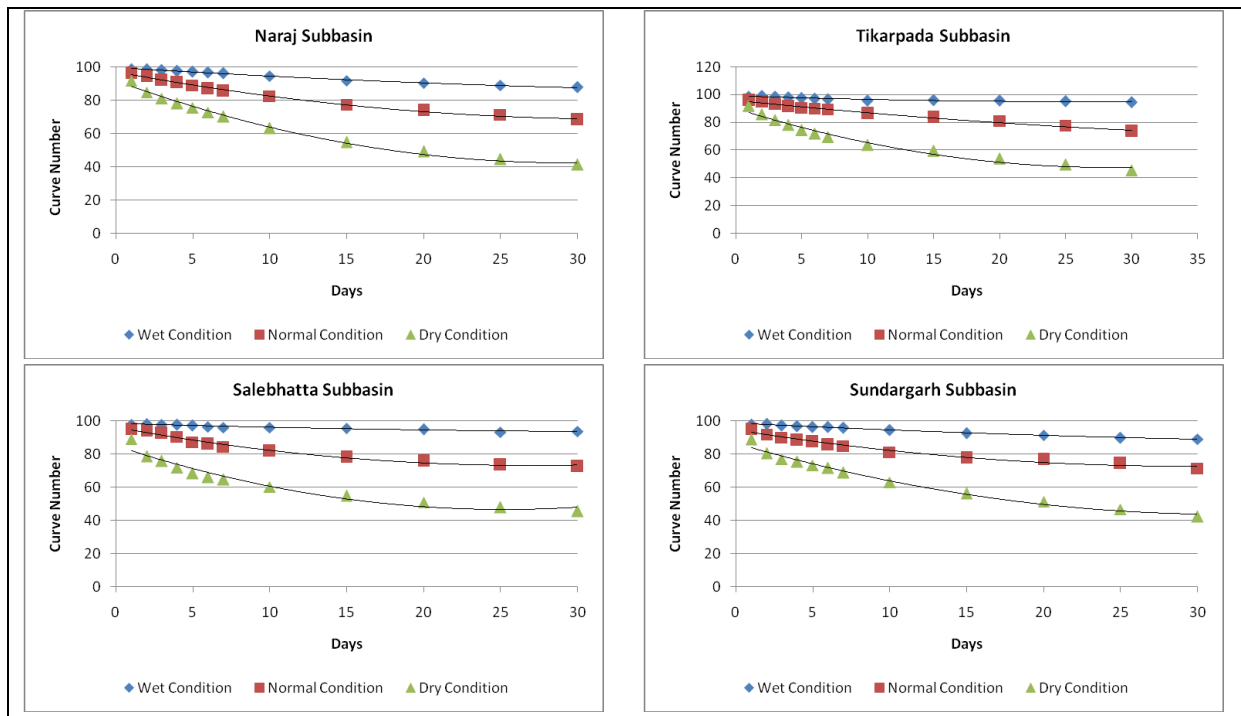 Naraj Subbasin
100
80
60
40
20
0
Curve Number
0 5 10 15 20 25 30
Days
Wet Condition Normal Condition Dry Condition
Tikarpada Subbasin
120
100
80
60
40
20
0
Curve Number
0 5 10 15 20 25 30 35
Days
Wet Condition Normal Condition Dry Condition
Salebhatta Subbasin
100
80
60
40
20
0
Curve Number
0 5 10 15 20 25 30
Days
Wet Condition Normal Condition Dry Condition
Sundargarh Subbasin
100
80
60
40
20
0
Curve Number
0 5 10 15 20 25 30
Days
Wet Condition Normal Condition Dry Condition